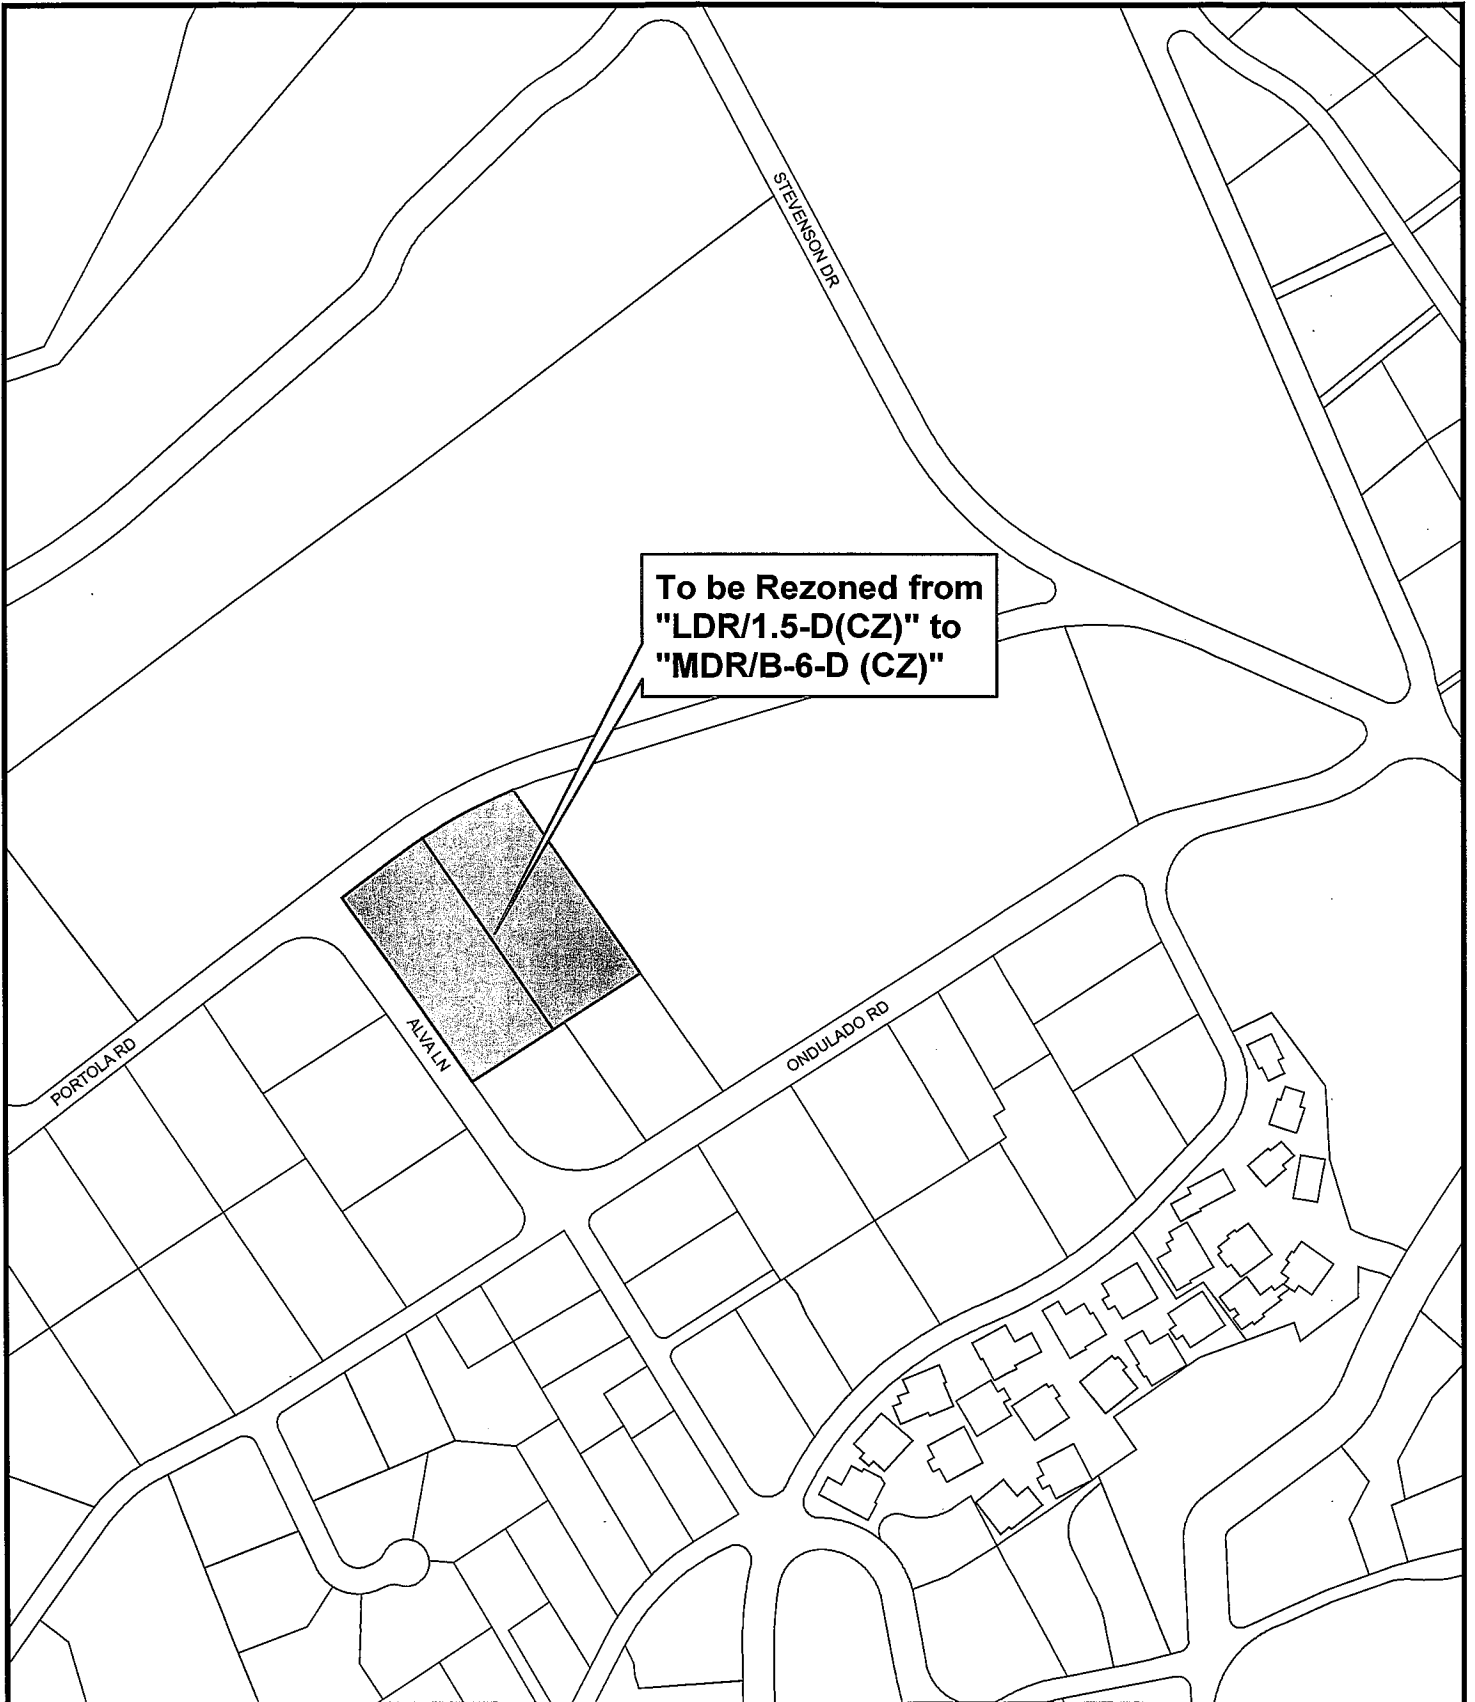 STEVENSON DR
To be Rezoned from
"LDR/1.5-D(CZ)" to
"MDR/B-6-D (CZ)"
PORTOLA RD
ALVA LN
ONDULADO RD